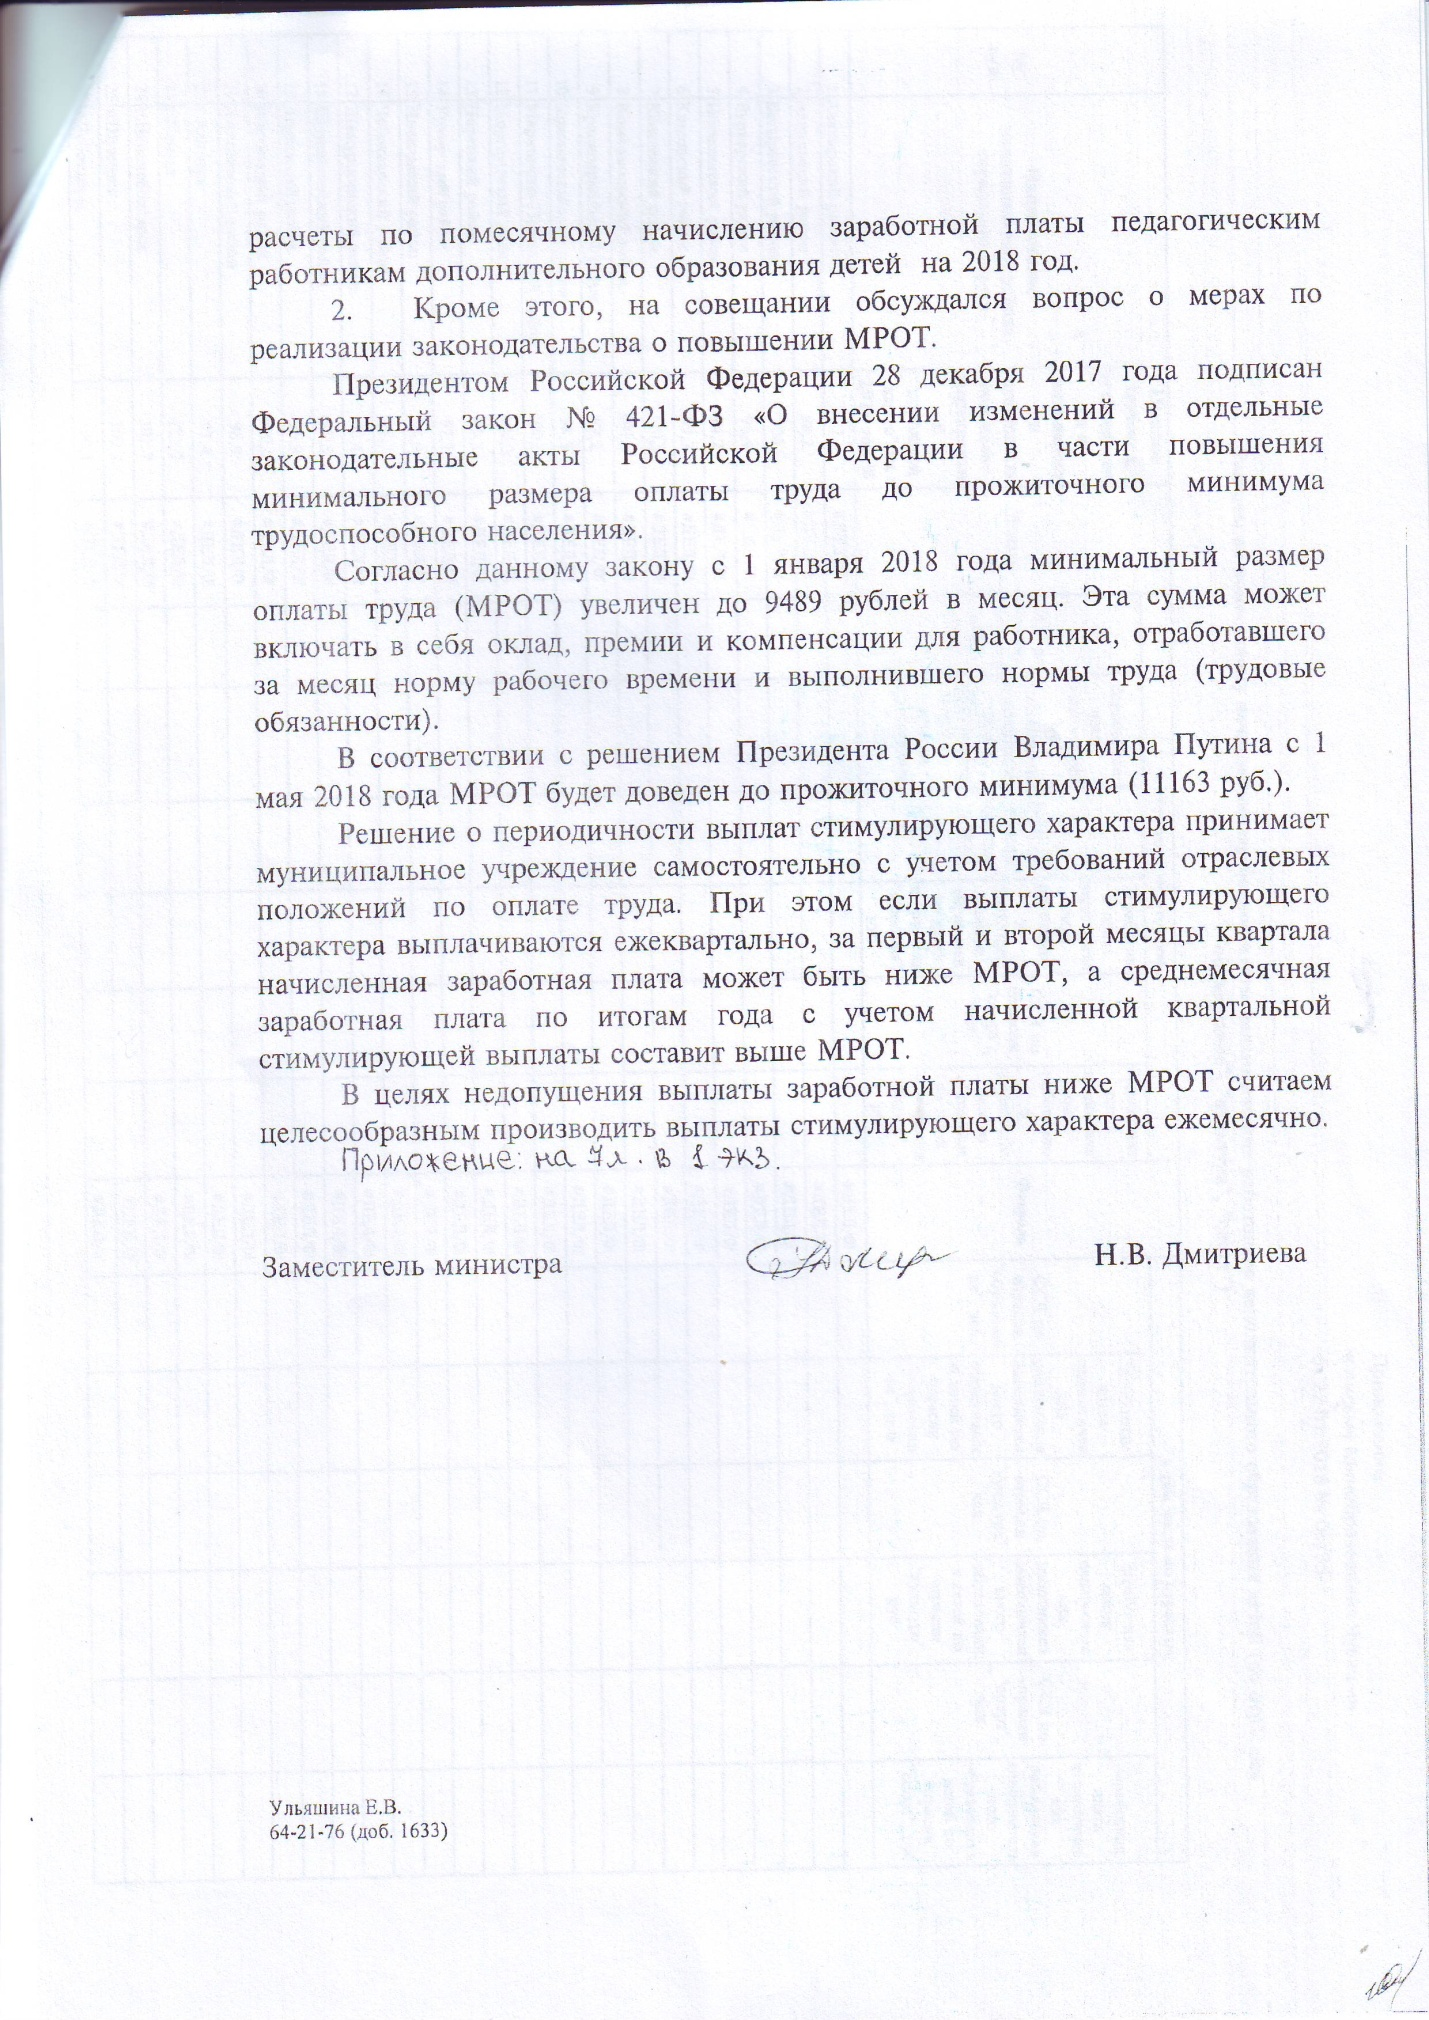 расчеты по помесячному начислению заработной платы педагогическим
работникам дополнительного образования детей на 2018 год.
2. Кроме этого, на совещании обсуждался вопрос о мерах по
реализации законодательства о повышении МРОТ.
Президентом Российской Федерации 28 декабря 2017 года подписан
Федеральный закон № 421-ФЗ «О внесении изменений в отдельные
законодательные акты Российской Федерации в части повышения
минимального размера оплаты труда до прожиточного минимума
трудоспособного населения».
Согласно данному закону с 1 января 2018 года минимальный размер
оплаты труда (МРОТ) увеличен до 9489 рублей в месяц. Эта сумма может
включать в себя оклад, премии и компенсации для работника, отработавшего
за месяц норму рабочего времени и выполнившего нормы труда (трудовые
обязанности).
В соответствии с решением Президента России Владимира Путина с 1
мая 2018 года МРОТ будет доведен до прожиточного минимума (11163 руб.).
Решение о периодичности выплат стимулирующего характера принимает
муниципальное учреждение самостоятельно с учетом требований отраслевых
положений по оплате труда. При этом если выплаты стимулирующего
характера выплачиваются ежеквартально, за первый и второй месяцы квартала
начисленная заработная плата может быть ниже МРОТ, а среднемесячная
заработная плата по итогам года с учетом начисленной квартальной
стимулирующей выплаты составит выше МРОТ.
В целях недопущения выплаты заработной платы ниже МРОТ считаем
целесообразным производить выплаты стимулирующего характера ежемесячно.
Приложение: на 7л. в 1 экз.
Заместитель министра Н.В. Дмитриева
Ульяшина Е.В.
64-21-76 (доб. 1633)